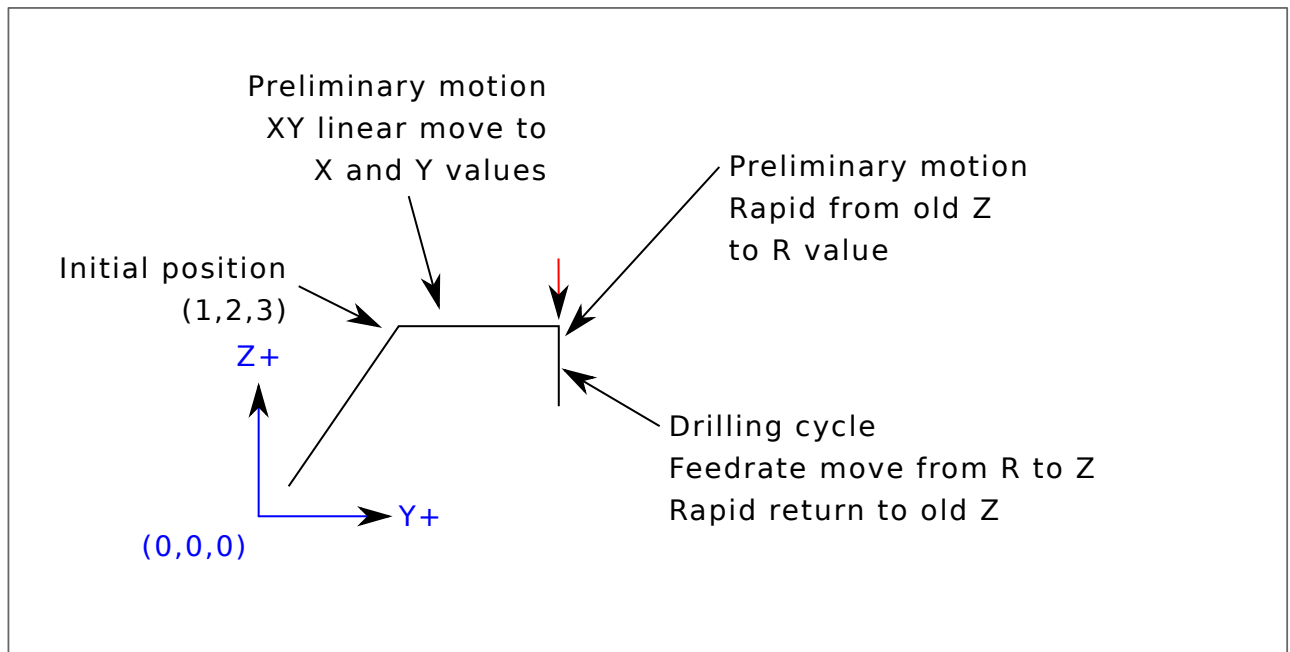 Preliminary motion
XY linear move to
X and Y values
Preliminary motion
Rapid from old Z
to R value
Initial position
(1,2,3)
Z+
Drilling cycle
Feedrate move from R to Z
Rapid return to old Z
Y+
(0,0,0)